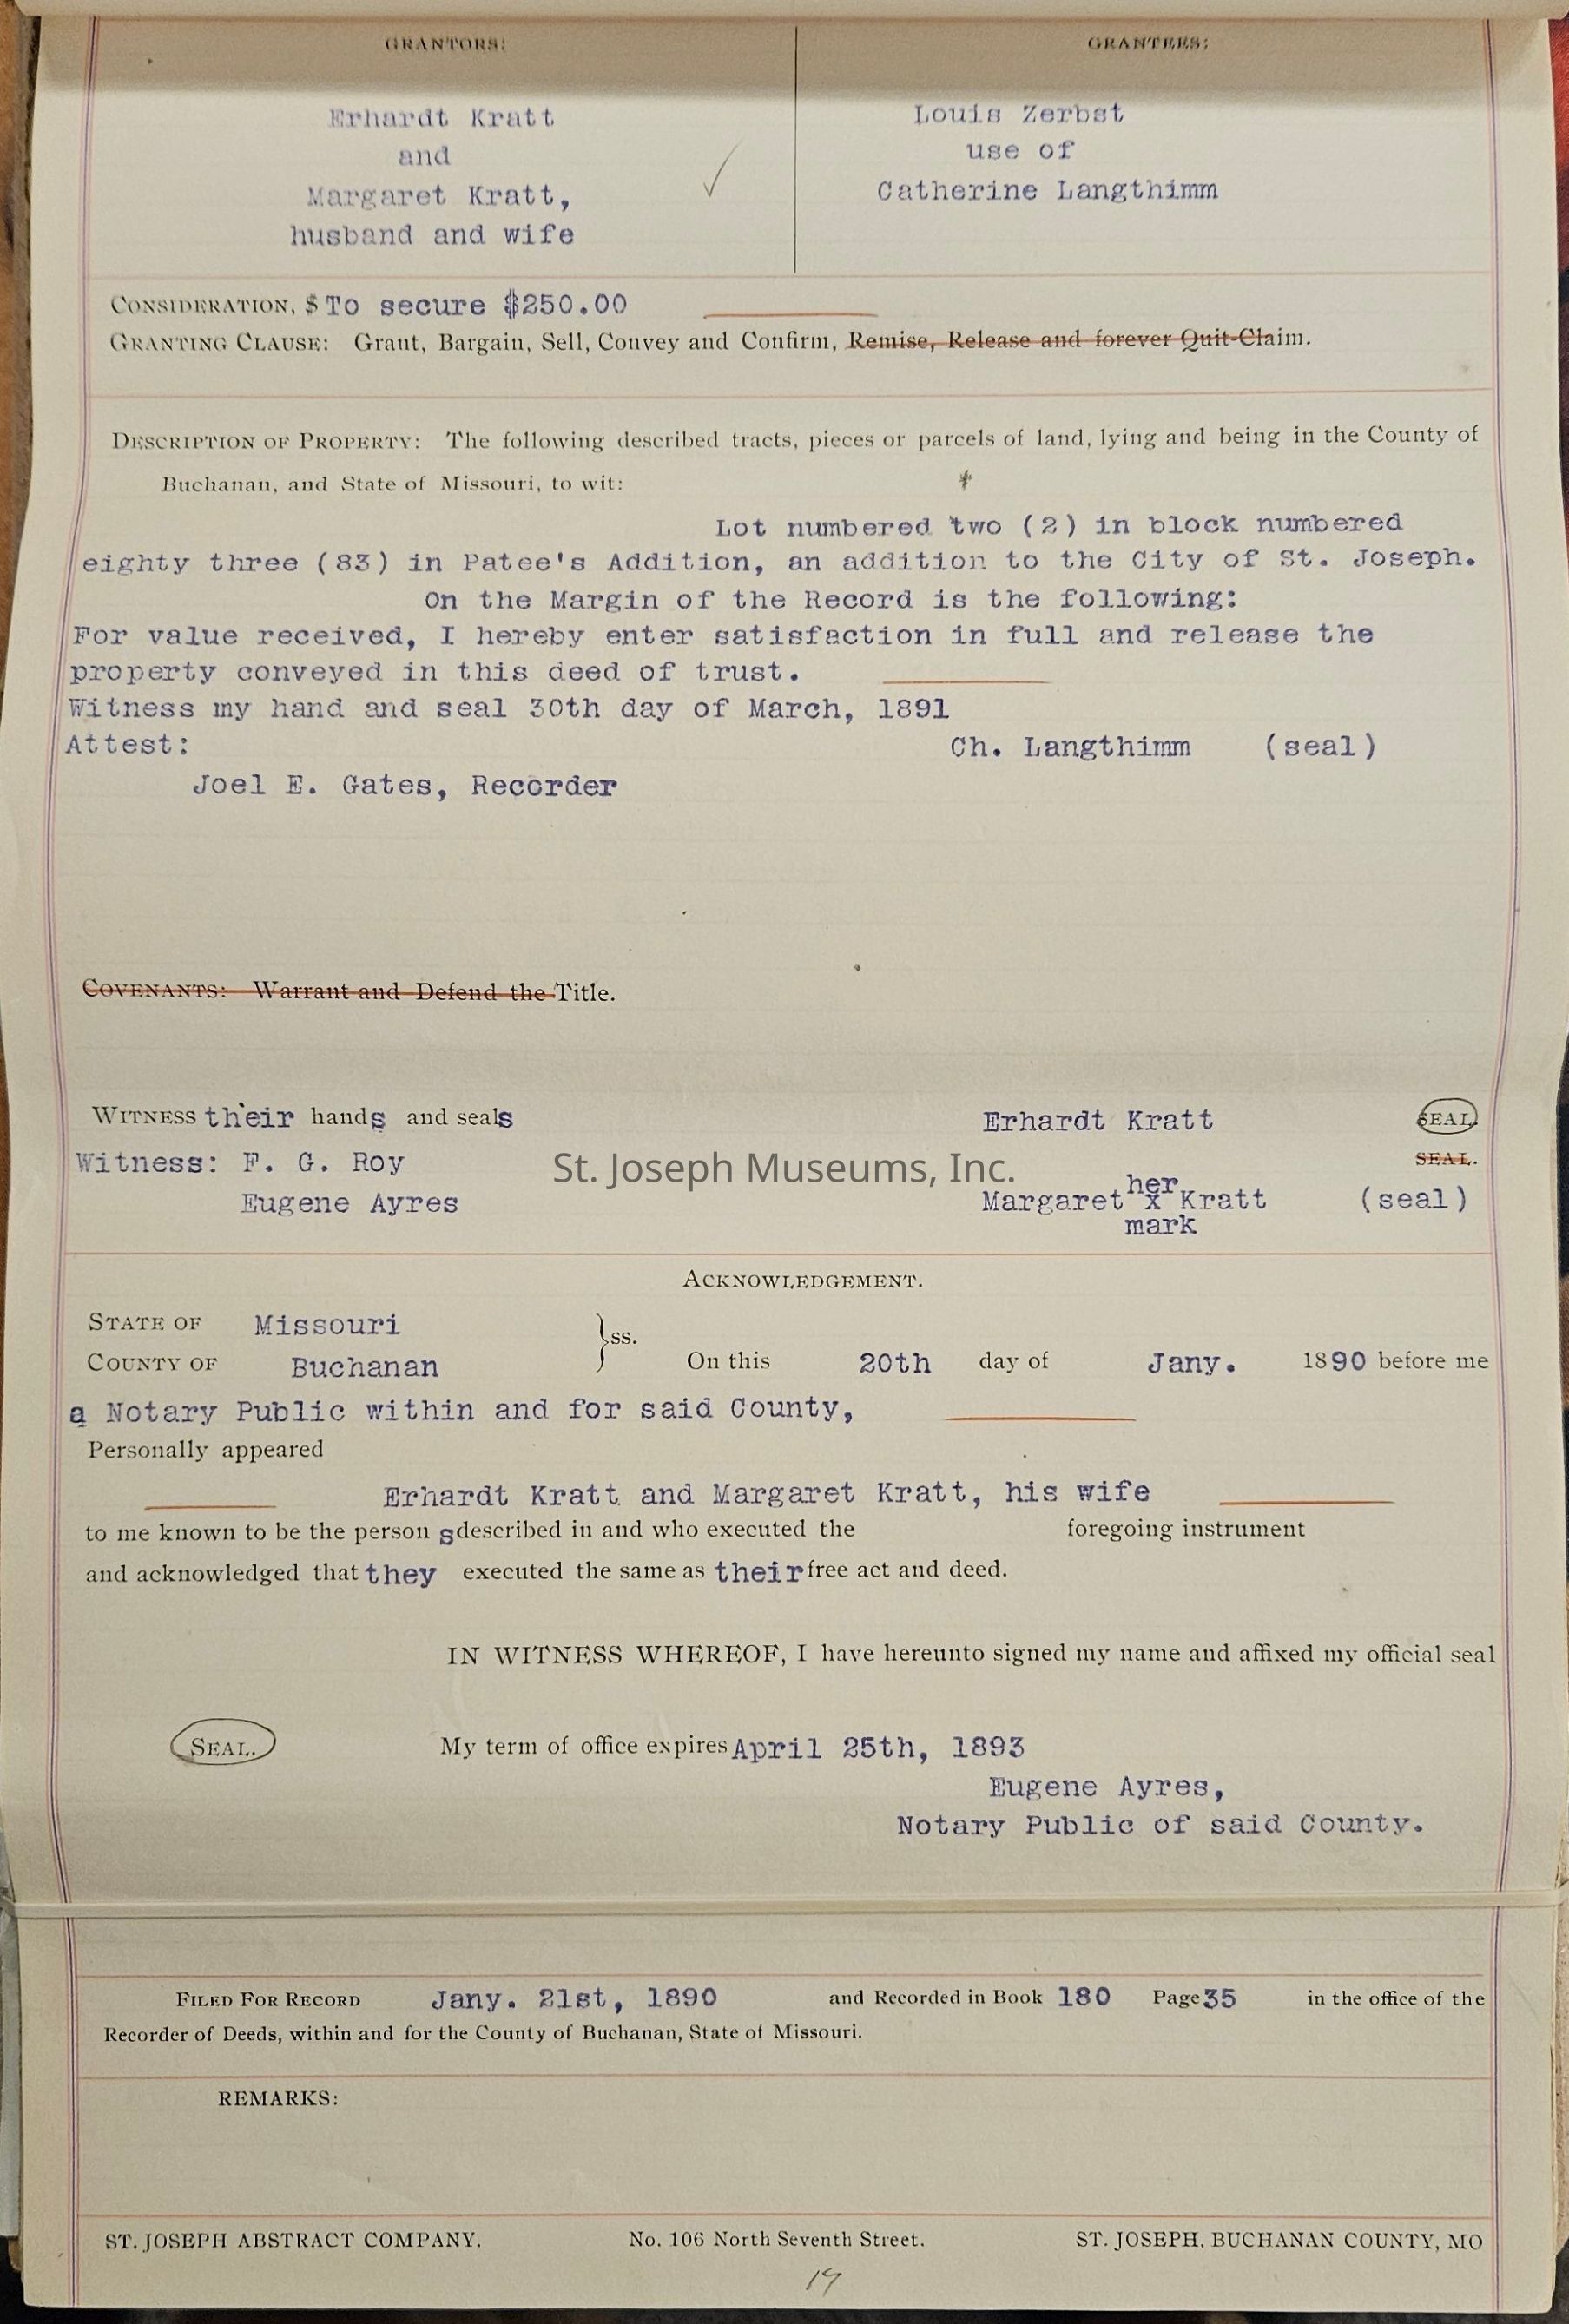 GRANTORS: GRANTEES:
Erhardt Kratt Louis Zerbst
and use of
Margaret Kratt, Catherine Langthimm
husband and wife
CONSIDERATION, $ To secure $250.00
GRANTING CLAUSE: Grant, Bargain, Sell, Convey and Confirm, Remise, Release and forever Quit-Claim.
DESCRIPTION OF PROPERTY: The following described tracts, pieces or parcels of land, lying and being in the County of
Buchanan, and State of Missouri, to wit:
Lot numbered two (2) in block numbered
eighty three (83) in Patee's Addition, an addition to the City of St. Joseph.
On the Margin of the Record is the following:
For value received, I hereby enter satisfaction in full and release the
property conveyed in this deed of trust.
Witness my hand and seal 30th day of March, 1891
Attest: Ch. Langthimm (seal)
Joel E. Gates, Recorder
COVENANTS: Warrant and Defend the Title.
WITNESS their hands and seals Erhardt Kratt SEAL.
SEAL.
Witness: F. G. Roy St. Joseph Museums, Inc.
her
Eugene Ayres Margaret x Kratt (seal)
mark
ACKNOWLEDGEMENT.
STATE OF Missouri
}ss.
COUNTY OF Buchanan On this 20th day of Jany. 1890 before me
a Notary Public within and for said County,
Personally appeared
Erhardt Kratt and Margaret Kratt, his wife
to me known to be the person s described in and who executed the foregoing instrument
and acknowledged that they executed the same as their free act and deed.
IN WITNESS WHEREOF, I have hereunto signed my name and affixed my official seal
SEAL. My term of office expires April 25th, 1893
Eugene Ayres,
Notary Public of said County.
FILED FOR RECORD Jany. 21st, 1890 and Recorded in Book 180 Page 35 in the office of the
Recorder of Deeds, within and for the County of Buchanan, State of Missouri.
REMARKS:
ST. JOSEPH ABSTRACT COMPANY. No. 106 North Seventh Street. ST. JOSEPH, BUCHANAN COUNTY, MO
19